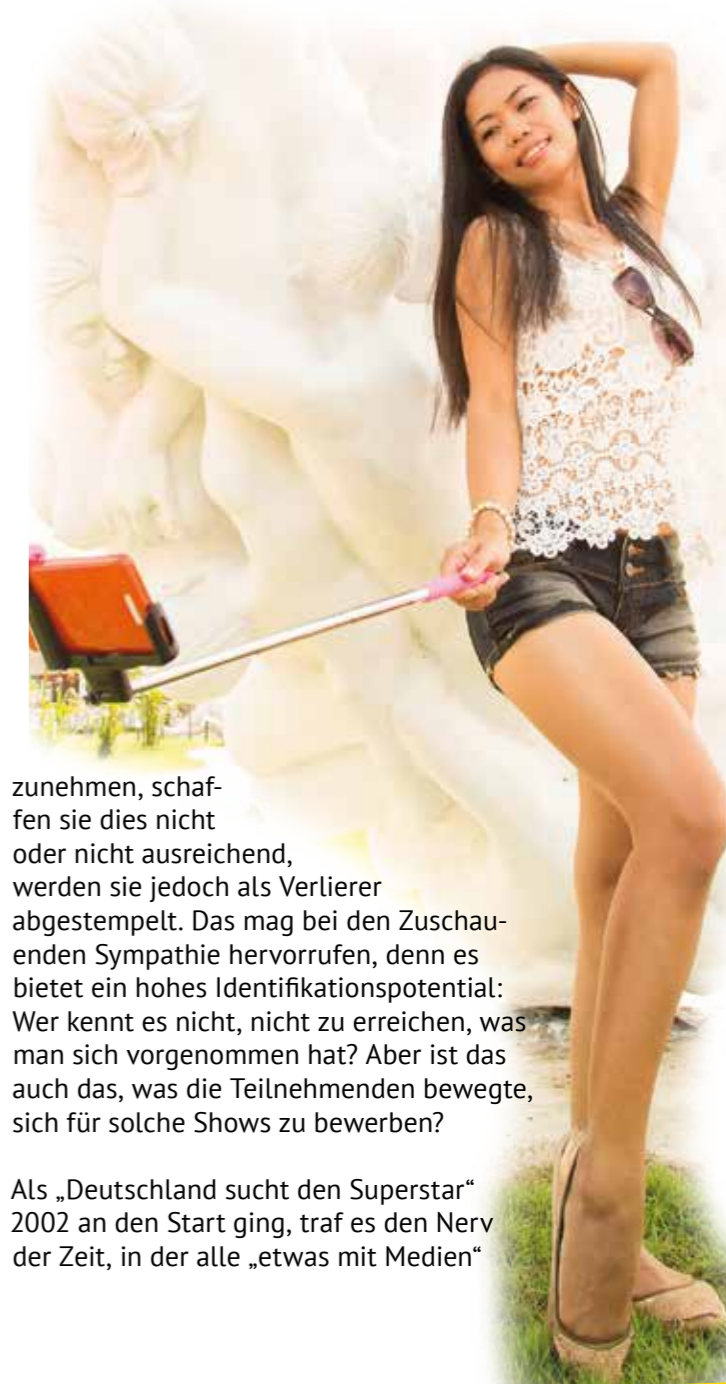 zunehmen, schaf-
fen sie dies nicht
oder nicht ausreichend,
werden sie jedoch als Verlierer
abgestempelt. Das mag bei den Zuschau-
enden Sympathie hervorrufen, denn es
bietet ein hohes Identifikationspotential:
Wer kennt es nicht, nicht zu erreichen, was
man sich vorgenommen hat? Aber ist das
auch das, was die Teilnehmenden bewegte,
sich für solche Shows zu bewerben?
Als „Deutschland sucht den Superstar“
2002 an den Start ging, traf es den Nerv
der Zeit, in der alle „etwas mit Medien“